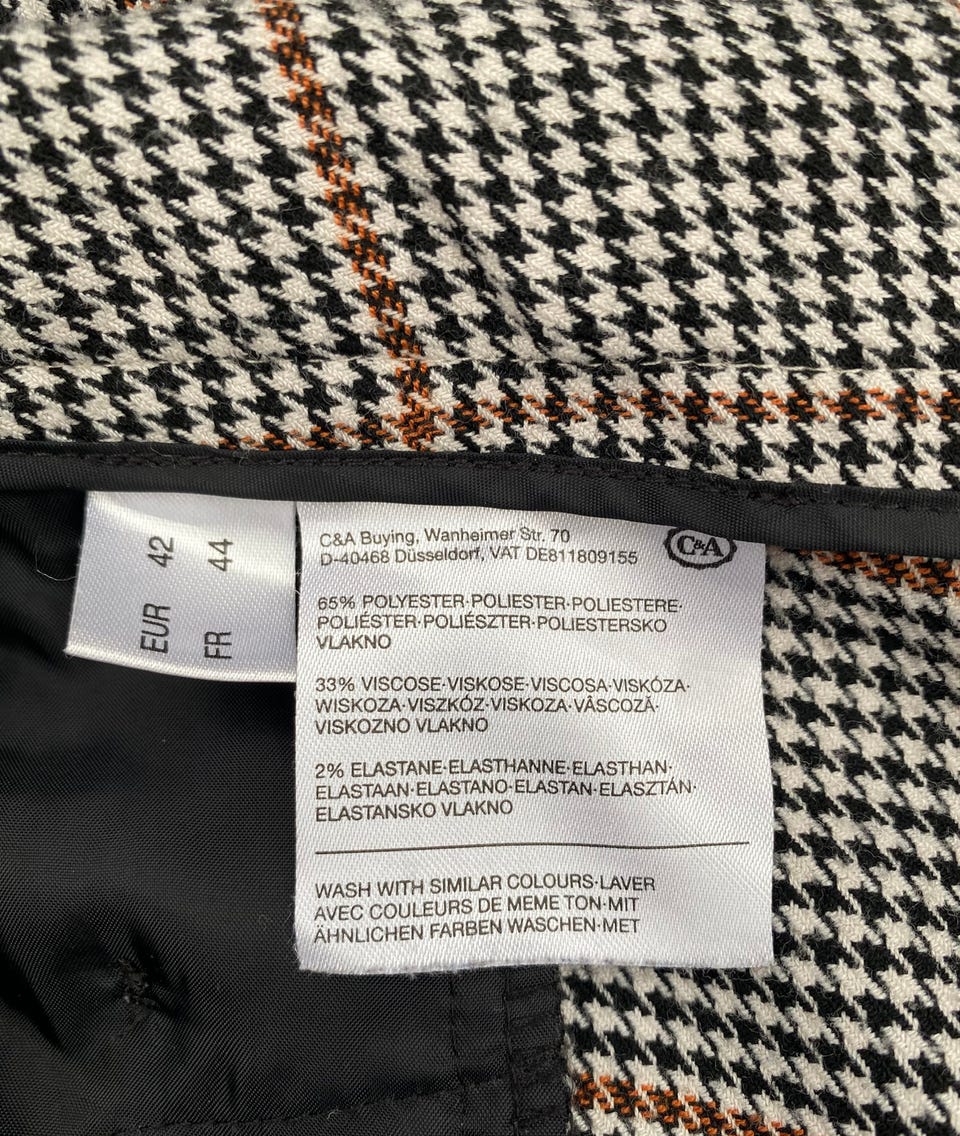 EUR 42
FR 44
C&A Buying, Wanheimer Str. 70
D-40468 Düsseldorf, VAT DE811809155
C&A
65% POLYESTER·POLIESTER·POLIESTERE·
POLIÉSTER·POLIÉSZTER·POLIESTERSKO
VLAKNO
33% VISCOSE·VISKOSE·VISCOSA·VISKÓZA·
WISKOZA·VISZKÓZ·VISKOZA·VÂSCOZĂ·
VISKOZNO VLAKNO
2% ELASTANE·ELASTHANNE·ELASTHAN·
ELASTAAN·ELASTANO·ELASTAN·ELASZTÁN·
ELASTANSKO VLAKNO
WASH WITH SIMILAR COLOURS·LAVER
AVEC COULEURS DE MEME TON·MIT
ÄHNLICHEN FARBEN WASCHEN·MET